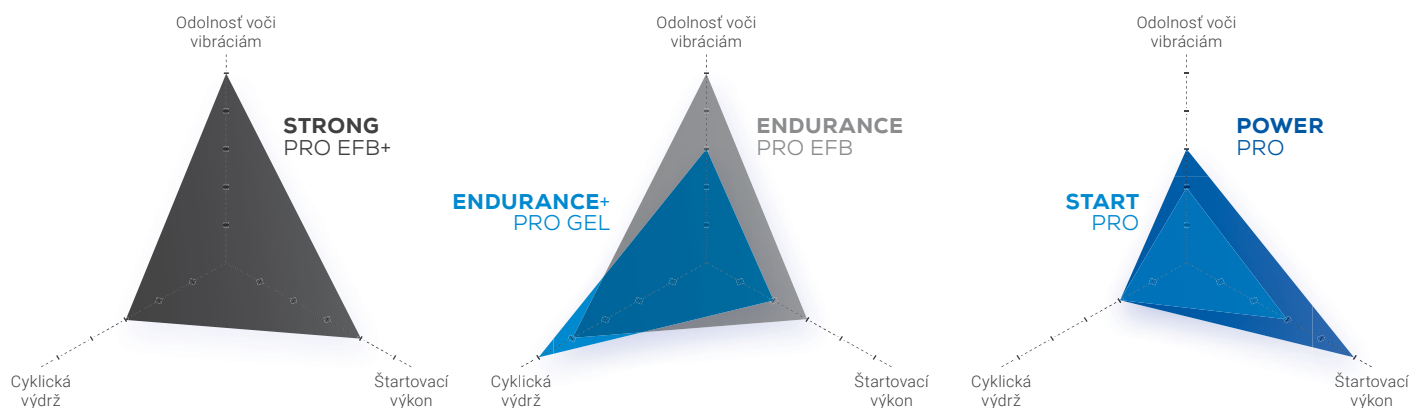 Odolnosť voči
vibráciám
STRONG
PRO EFB+
Cyklická
výdrž
Štartovací
výkon
Odolnosť voči
vibráciám
ENDURANCE
PRO EFB
ENDURANCE+
PRO GEL
Cyklická
výdrž
Štartovací
výkon
Odolnosť voči
vibráciám
POWER
PRO
START
PRO
Cyklická
výdrž
Štartovací
výkon